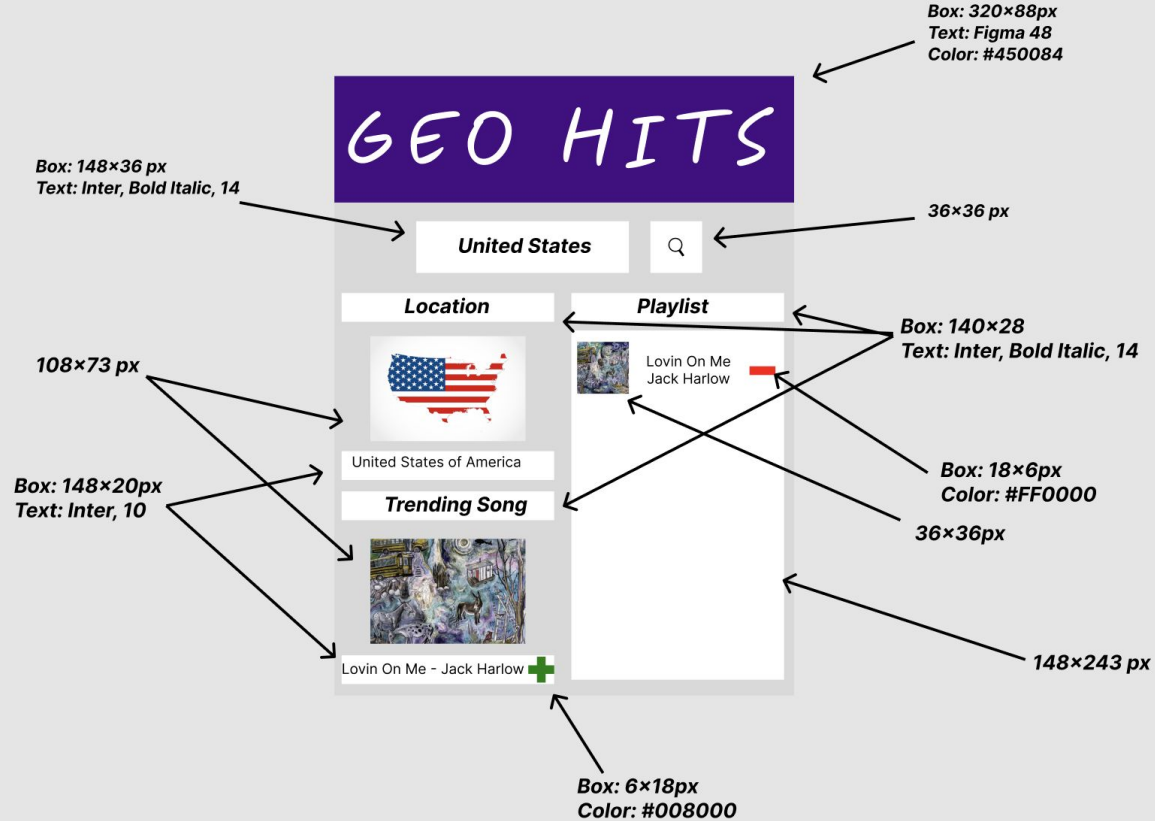 Box: 320×88px
Text: Figma 48
Color: #450084
GEO HITS
Box: 148×36 px
Text: Inter, Bold Italic, 14
United States
36×36 px
Location
Playlist
Box: 140×28
Text: Inter, Bold Italic, 14
108×73 px
Lovin On Me
Jack Harlow
United States of America
Box: 148×20px
Text: Inter, 10
Trending Song
Box: 18×6px
Color: #FF0000
36×36px
Lovin On Me - Jack Harlow
148×243 px
Box: 6×18px
Color: #008000